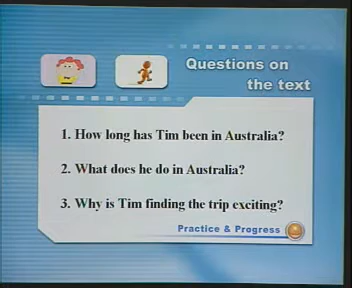 Questions on
the text
1. How long has Tim been in Australia?
2. What does he do in Australia?
3. Why is Tim finding the trip exciting?
Practice & Progress